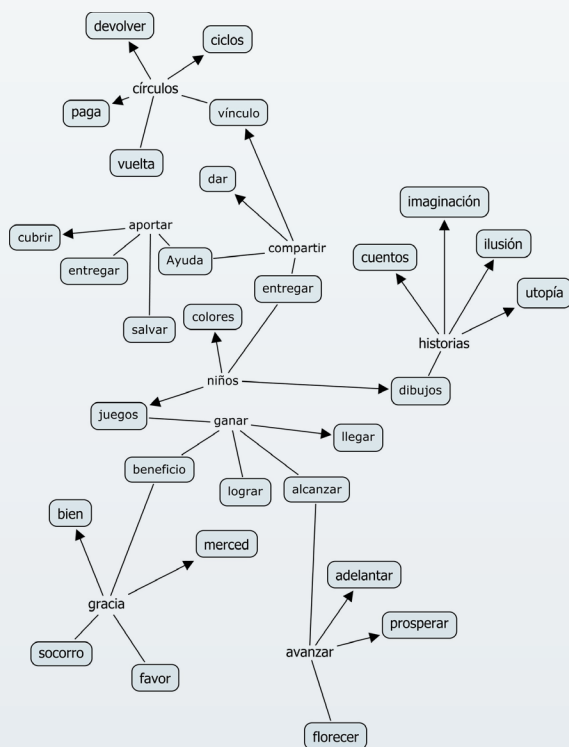 devolver
ciclos
círculos
paga
vínculo
vuelta
dar
imaginación
aportar
cubrir
compartir
ilusión
cuentos
Ayuda
entregar
entregar
utopía
colores
salvar
historias
niños
dibujos
juegos
ganar
llegar
beneficio
lograr
alcanzar
bien
merced
adelantar
gracia
prosperar
socorro
avanzar
favor
florecer